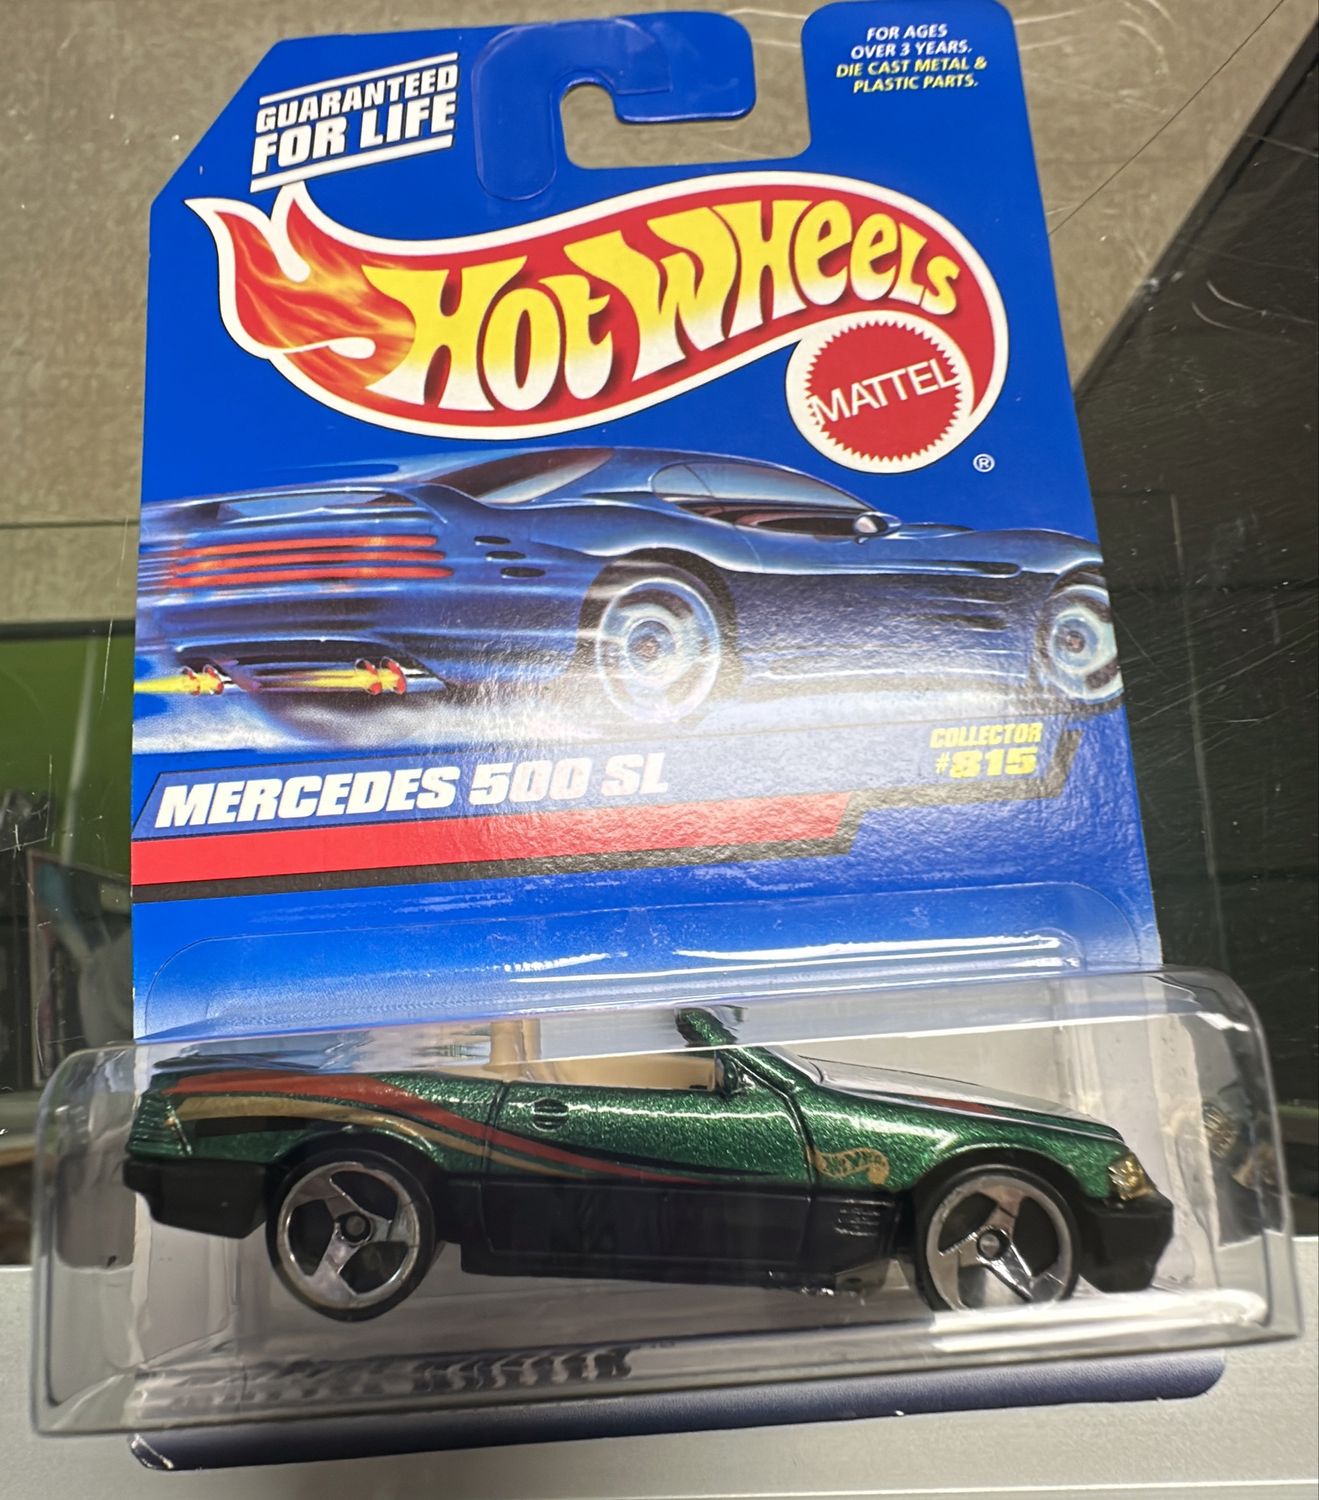 GUARANTEED
FOR LIFE
FOR AGES
OVER 3 YEARS.
DIE CAST METAL &
PLASTIC PARTS.
HOT WHEELS
MATTEL
®
MERCEDES 500 SL
COLLECTOR
#815